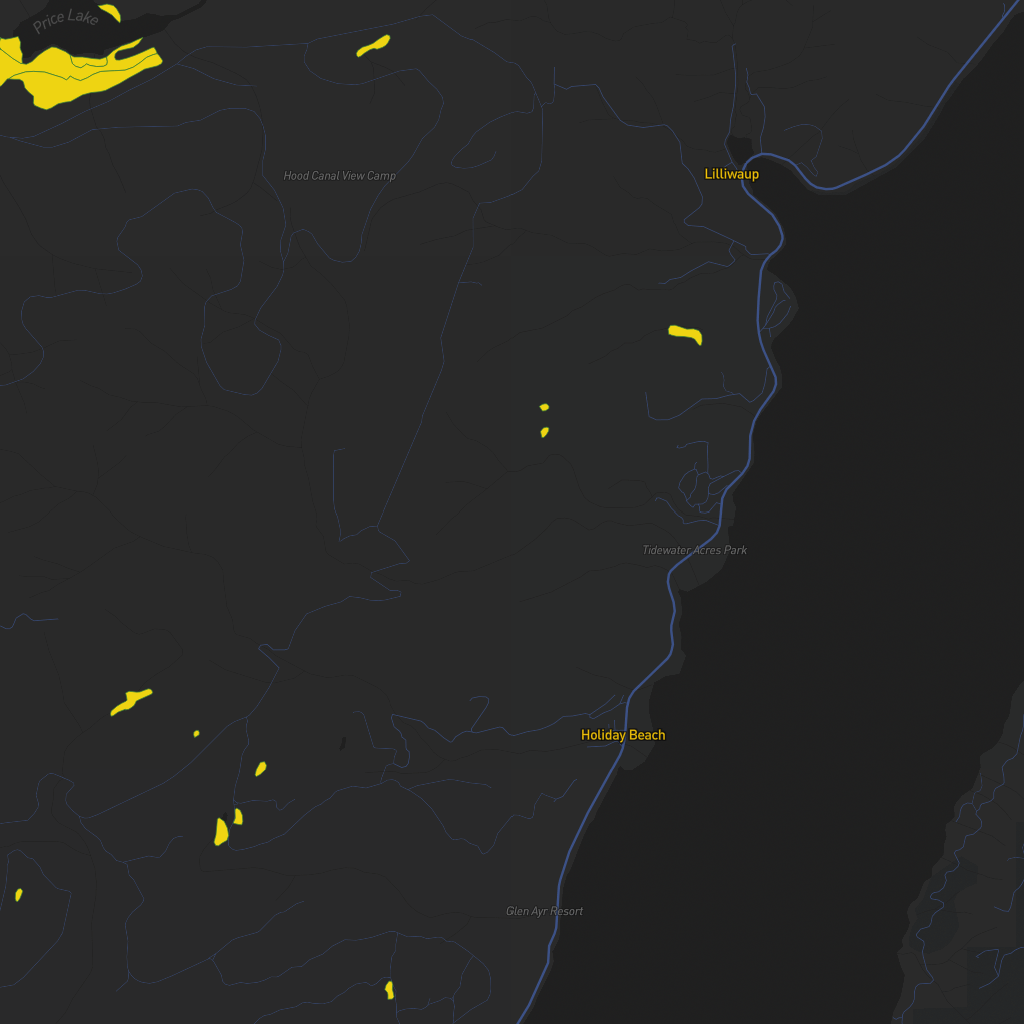 Price Lake
Lilliwaup
Hood Canal View Camp
Tidewater Acres Park
Holiday Beach
Glen Ayr Resort